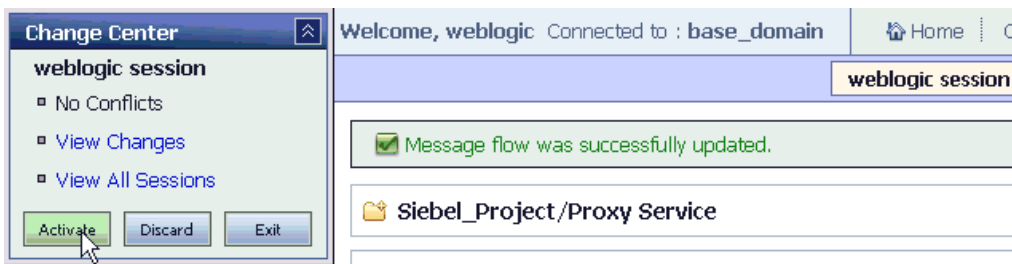 Change Center
weblogic session
No Conflicts
View Changes
View All Sessions
Activate Discard Exit
Welcome, weblogic Connected to : base_domain
Home
weblogic session
Message flow was successfully updated.
Siebel_Project/Proxy Service